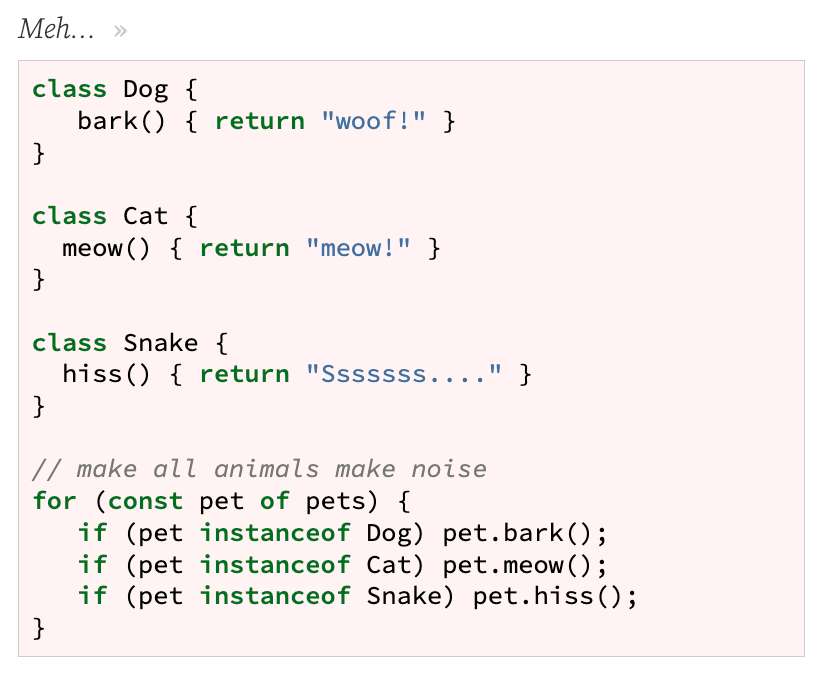 Meh... »
class Dog {
   bark() { return "woof!" }
}

class Cat {
  meow() { return "meow!" }
}

class Snake {
  hiss() { return "Sssssss...." }
}

// make all animals make noise
for (const pet of pets) {
   if (pet instanceof Dog) pet.bark();
   if (pet instanceof Cat) pet.meow();
   if (pet instanceof Snake) pet.hiss();
}